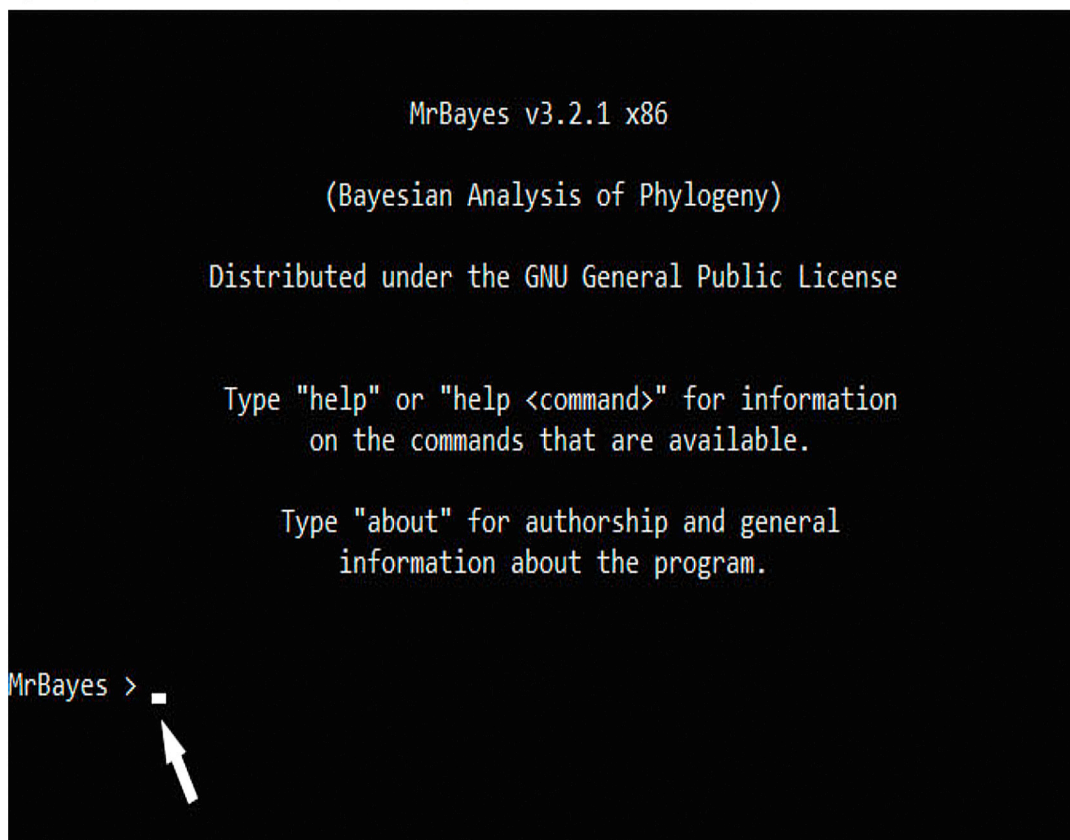 MrBayes v3.2.1 x86
(Bayesian Analysis of Phylogeny)
Distributed under the GNU General Public License
Type "help" or "help <command>" for information
on the commands that are available.
Type "about" for authorship and general
information about the program.
MrBayes >